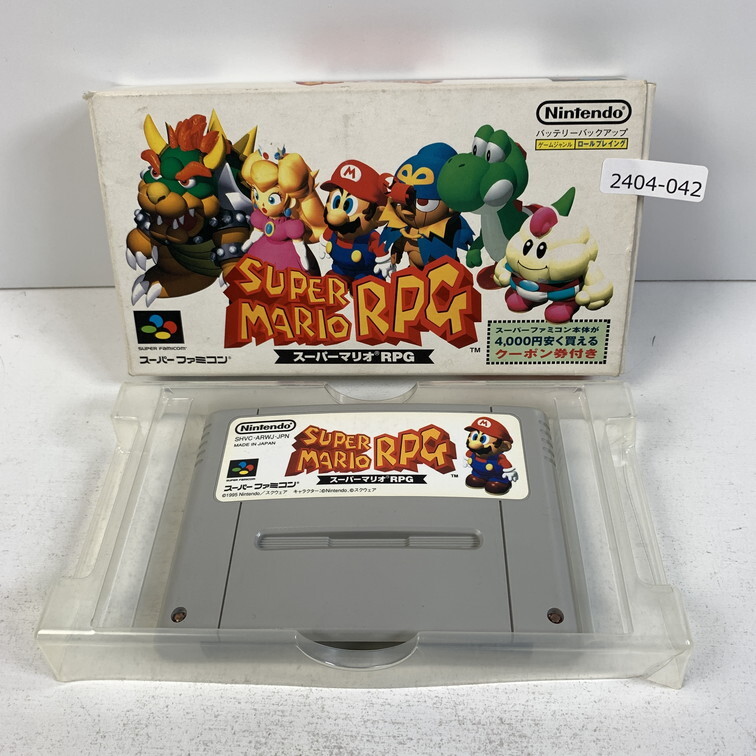 Nintendo®
バッテリーバックアップ
ゲームジャンル ロールプレイング
2404-042
M
SUPER MARIO RPG ™
スーパーマリオ®RPG
SUPER FAMICOM™
スーパーファミコン®
スーパーファミコン本体が
4,000円安く買える
クーポン券付き
Nintendo®
SHVC-ARWJ-JPN
MADE IN JAPAN
SUPER MARIO RPG ™
スーパーマリオ®RPG
SUPER FAMICOM
スーパーファミコン®
©1995 Nintendo/スクウェア キャラクター:©Nintendo, ©スクウェア
M